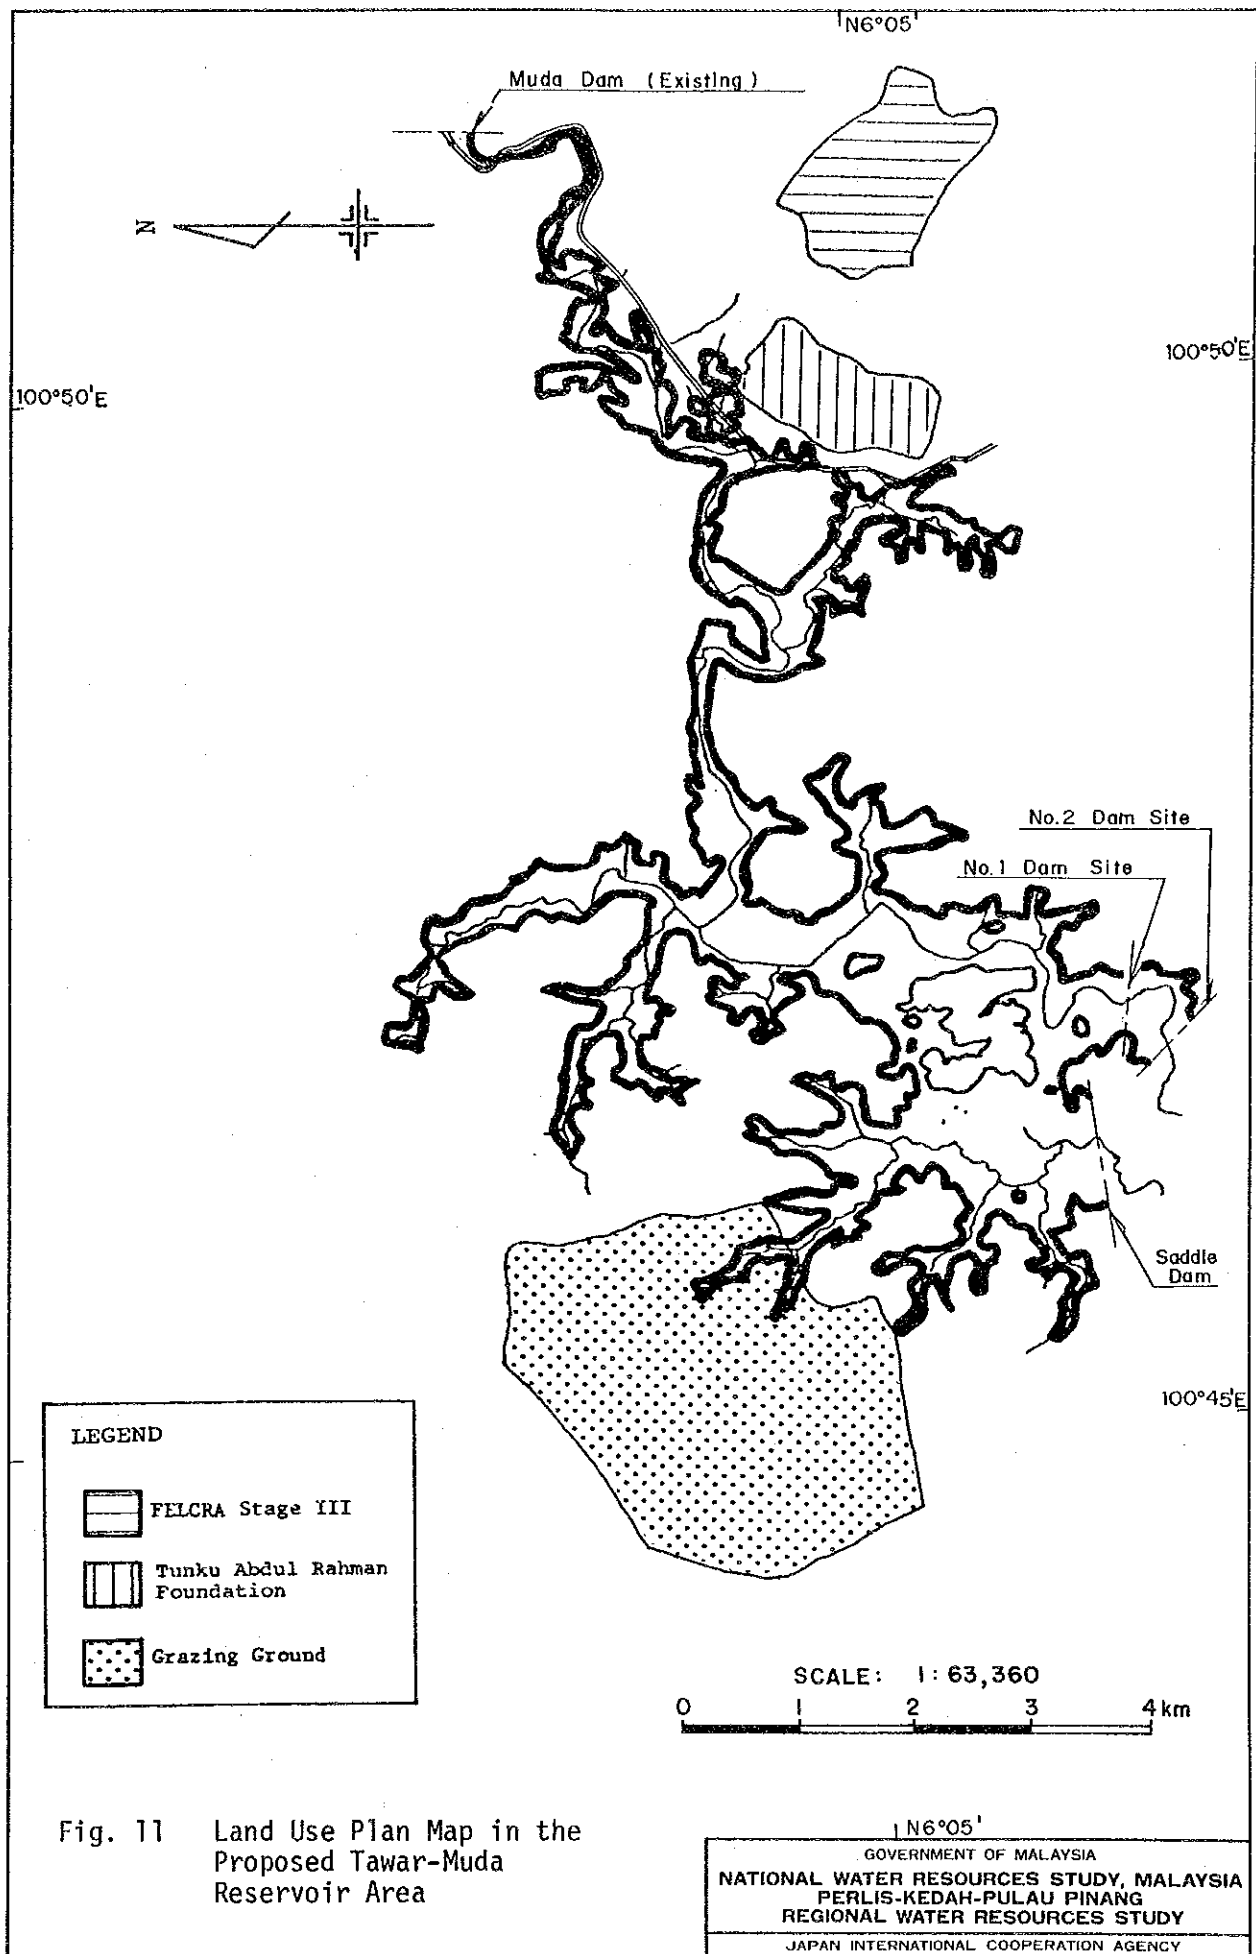 N6°05'
Muda Dam (Existing)
N
100°50'E
100°50'E
No.2 Dam Site
No.1 Dam Site
Saddle
Dam
100°45'E
LEGEND
FELCRA Stage III
Tunku Abdul Rahman
Foundation
Grazing Ground
SCALE: 1:63,360
0 1 2 3 4 km
Fig. 11 Land Use Plan Map in the
Proposed Tawar-Muda
Reservoir Area
N6°05'
GOVERNMENT OF MALAYSIA
NATIONAL WATER RESOURCES STUDY, MALAYSIA
PERLIS-KEDAH-PULAU PINANG
REGIONAL WATER RESOURCES STUDY
JAPAN INTERNATIONAL COOPERATION AGENCY